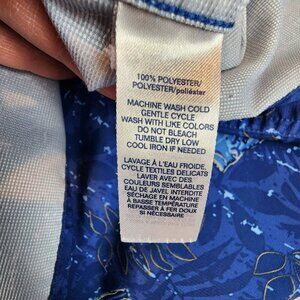 100% POLYESTER/
POLYESTER/poliéster
MACHINE WASH COLD
GENTLE CYCLE
WASH WITH LIKE COLORS
DO NOT BLEACH
TUMBLE DRY LOW
COOL IRON IF NEEDED
LAVAGE À L'EAU FROIDE,
CYCLE TEXTILES DÉLICATS
LAVER AVEC DES
COULEURS SEMBLABLES
EAU DE JAVEL INTERDITE
SÉCHAGE EN MACHINE
À BASSE TEMPÉRATURE
REPASSER À FER DOUX
SI NÉCESSAIRE